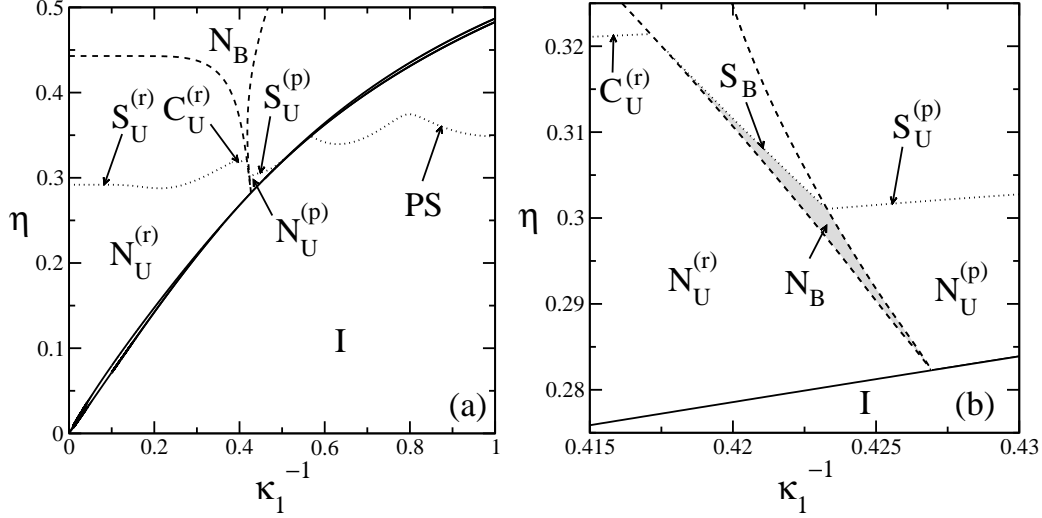 0.5
0.4
0.3
0.2
0.1
0
η
0
0.2
0.4
0.6
0.8
1
κ₁⁻¹
N_B
S_U^(r)
C_U^(r)
S_U^(p)
N_U^(r)
N_U^(p)
PS
I
(a)
0.32
0.31
0.3
0.29
0.28
η
0.415
0.42
0.425
0.43
κ₁⁻¹
C_U^(r)
S_B
S_U^(p)
N_U^(r)
N_B
N_U^(p)
I
(b)